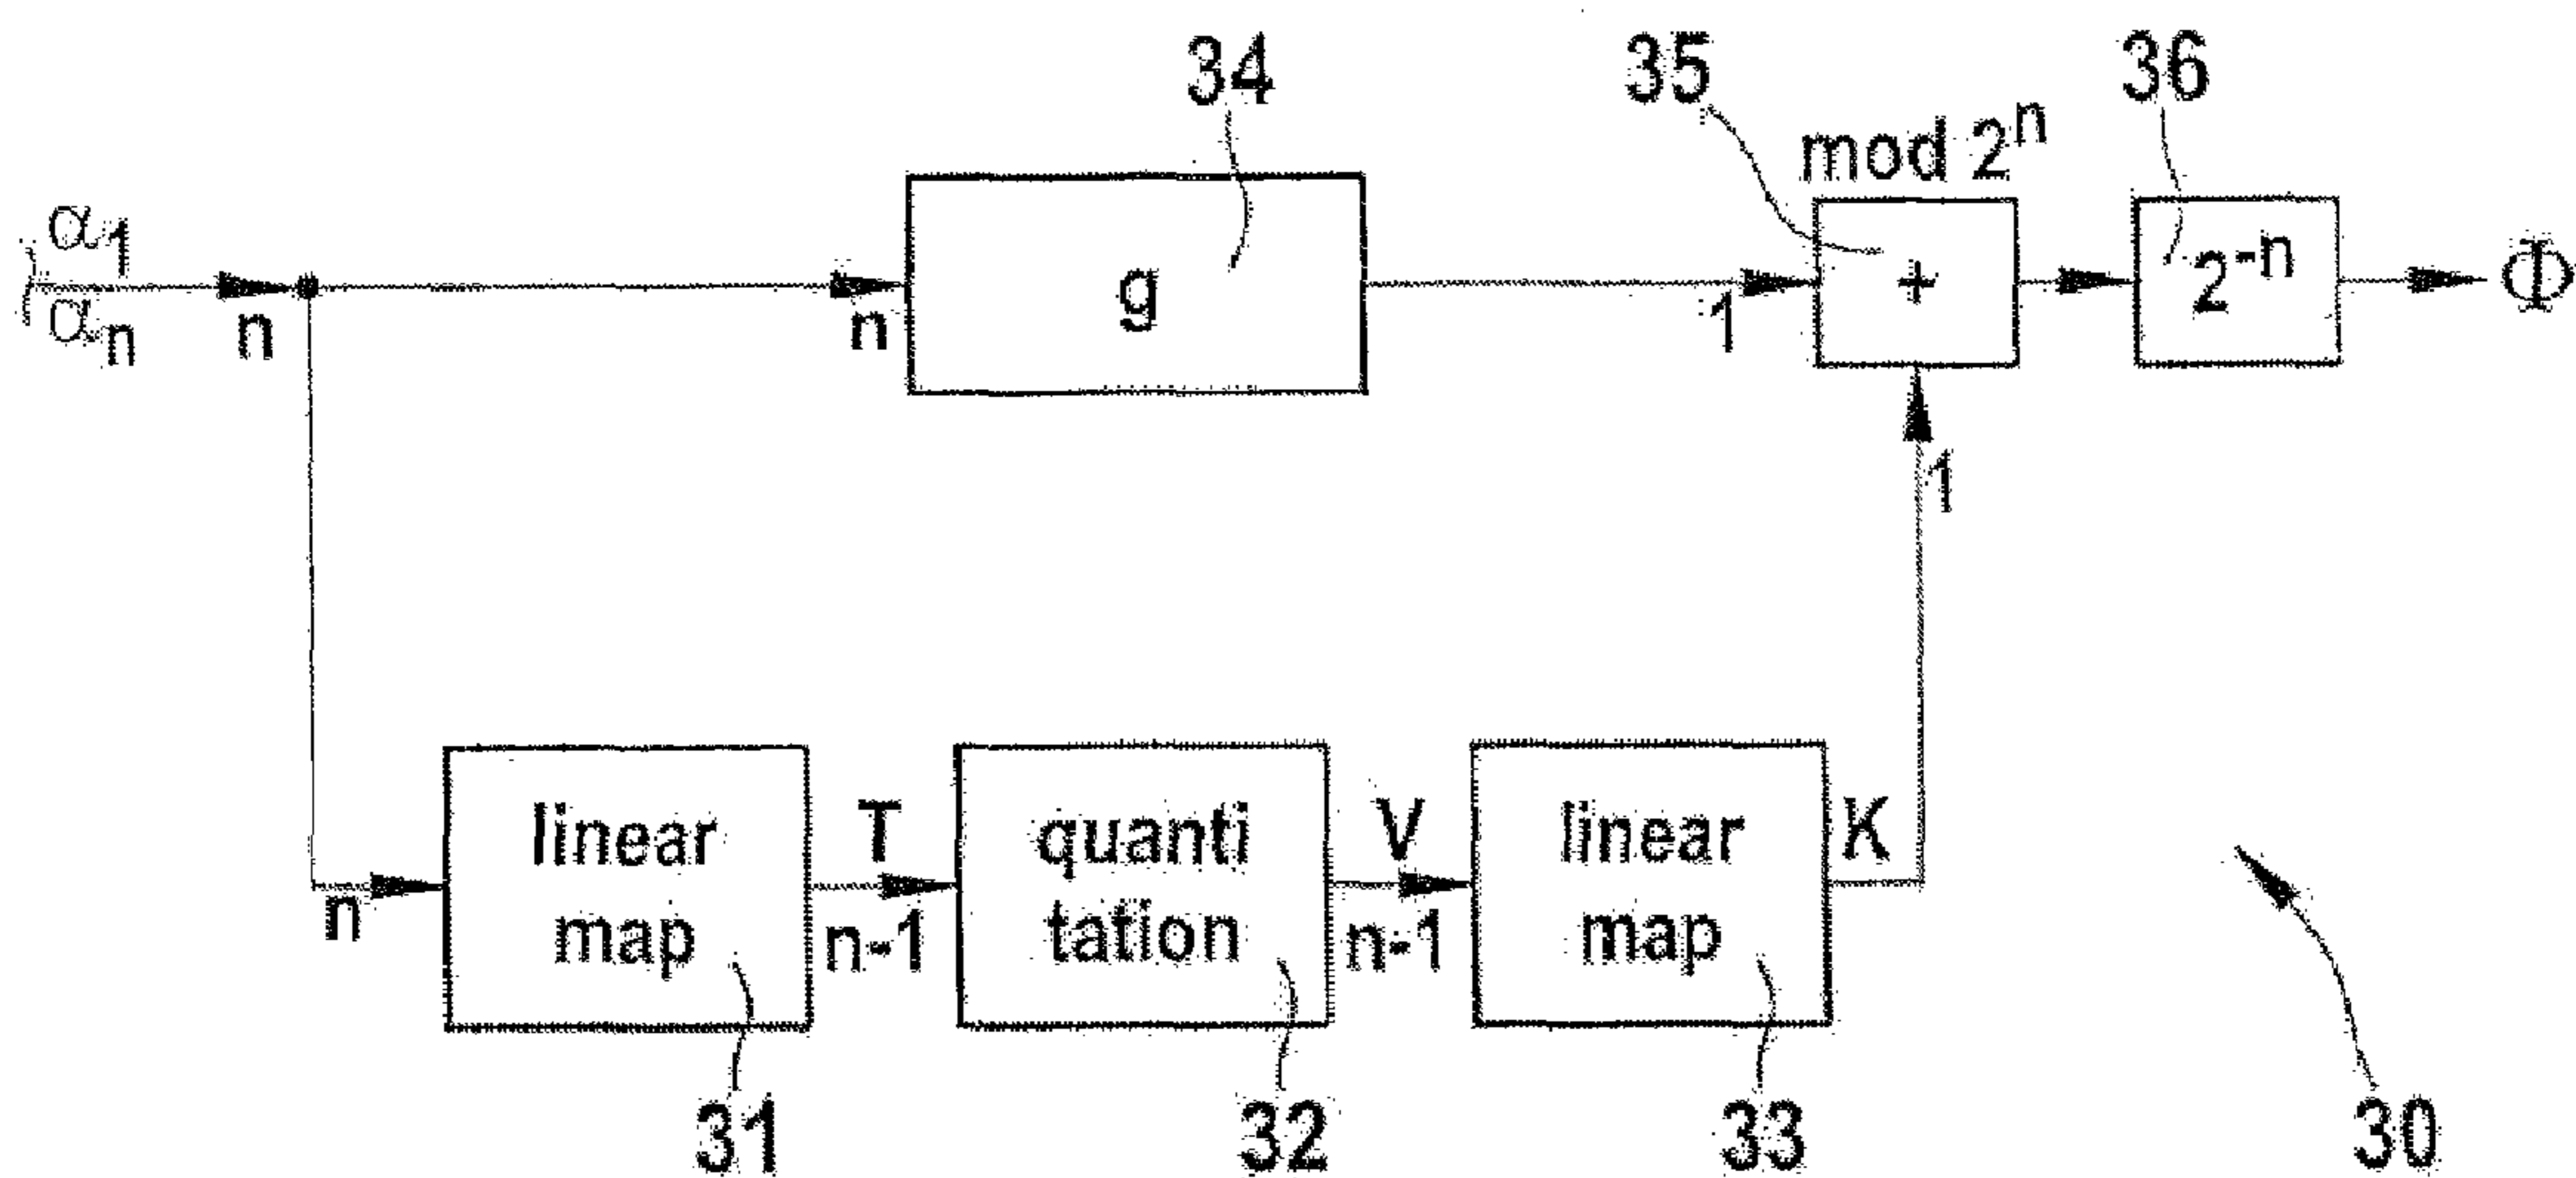 34
35
36
mod 2ⁿ
α₁
αₙ
n
n
g
1
+
2⁻ⁿ
Φ
1
n
linear
map
T
n-1
quanti
tation
V
n-1
linear
map
K
31
32
33
30